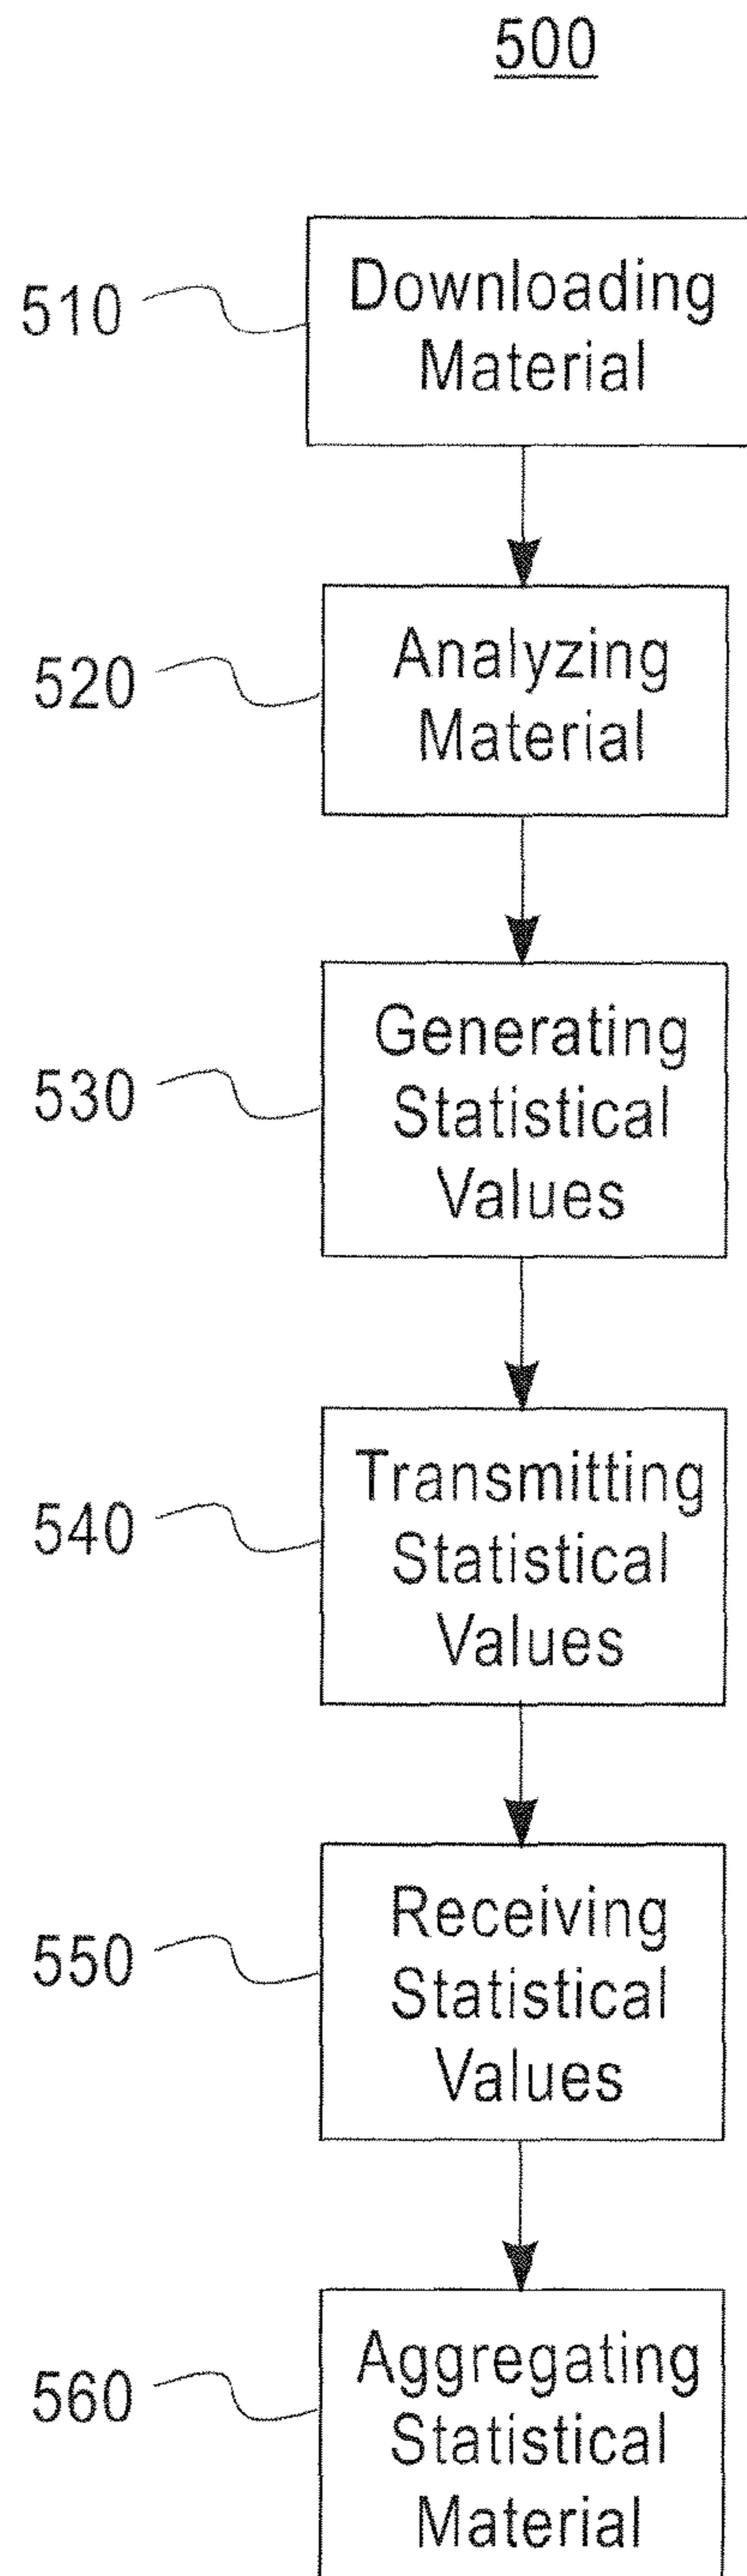 500
510
Downloading
Material
520
Analyzing
Material
530
Generating
Statistical
Values
540
Transmitting
Statistical
Values
550
Receiving
Statistical
Values
560
Aggregating
Statistical
Material